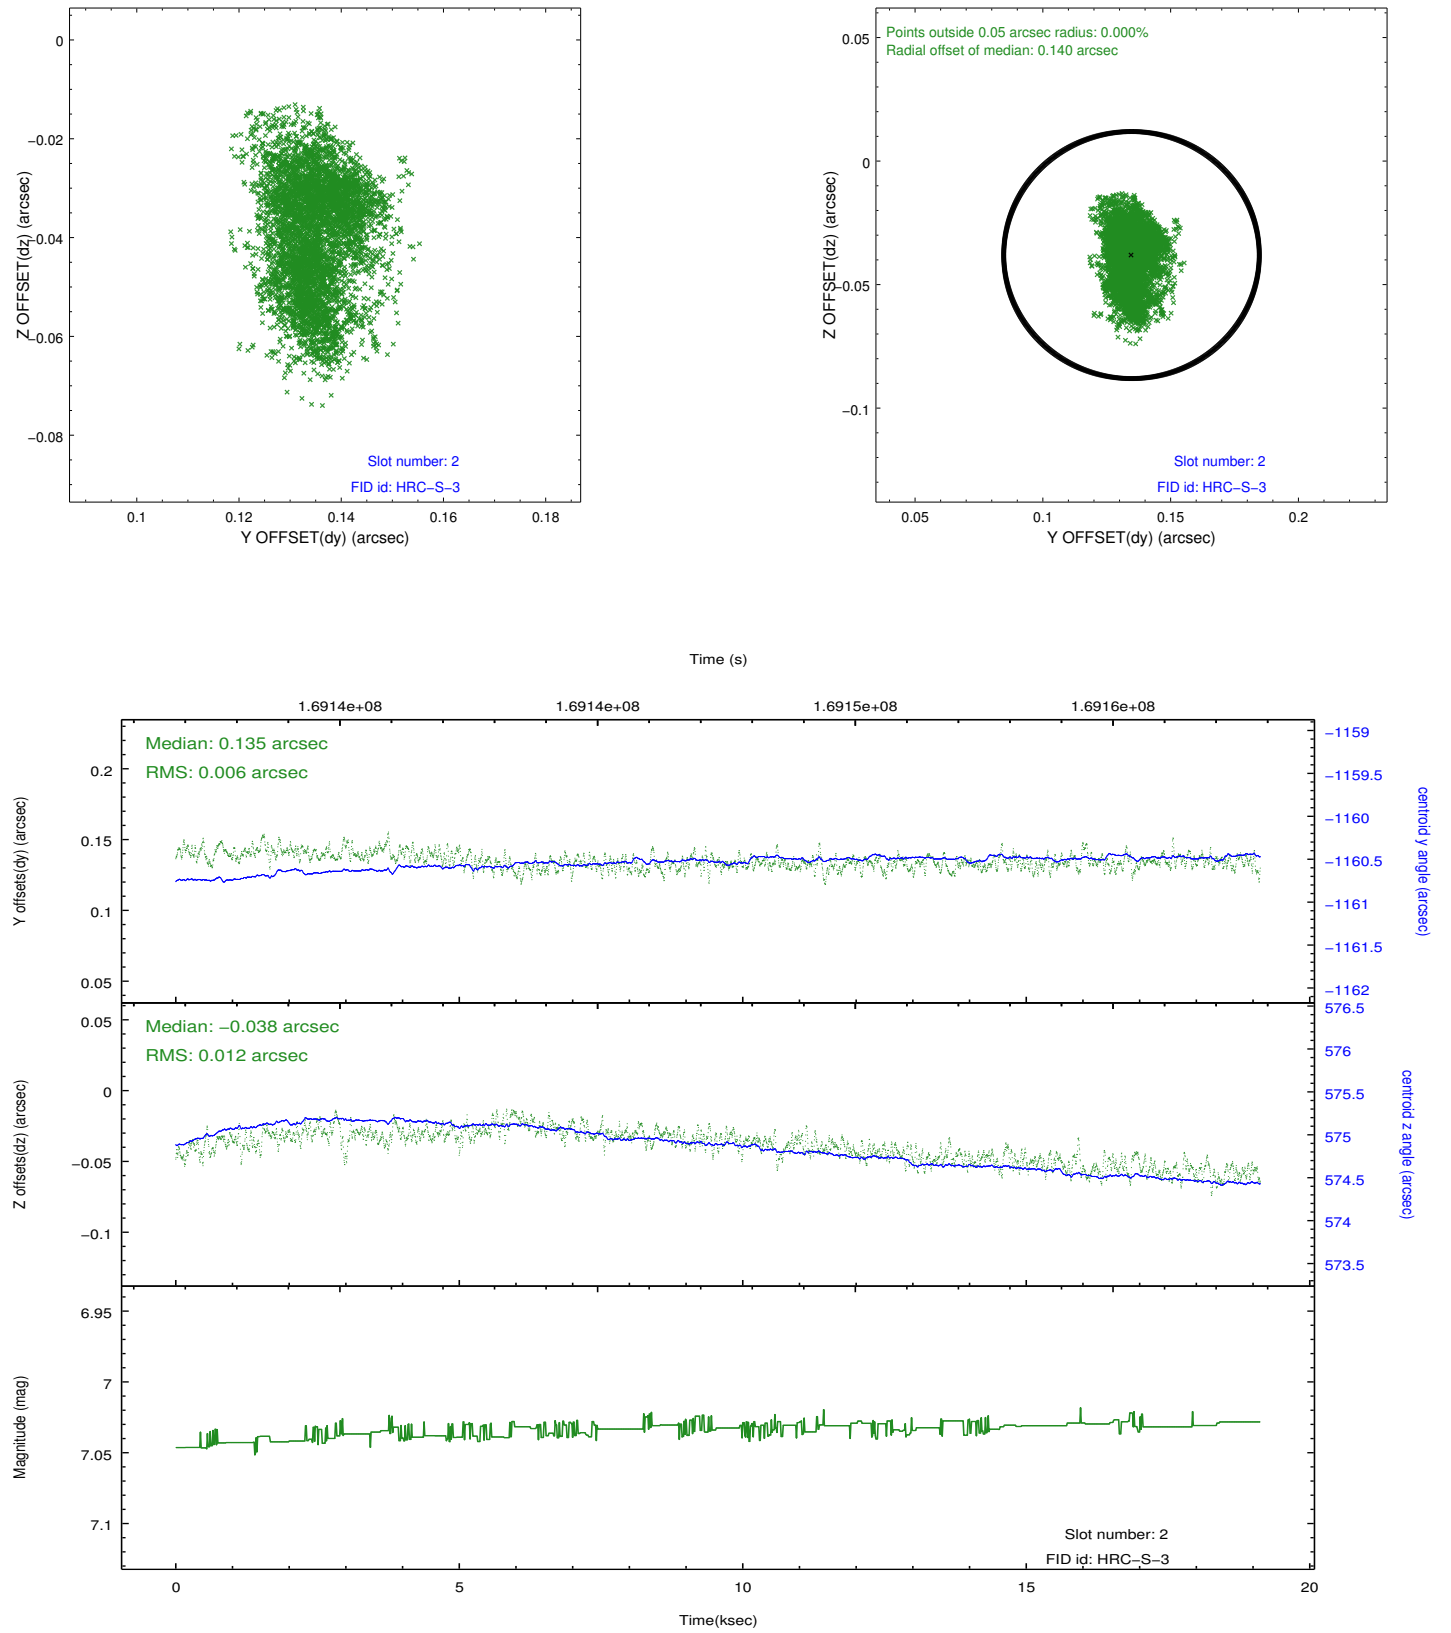 0
−0.02
−0.04
−0.06
−0.08
Z OFFSET(dz) (arcsec)
Slot number: 2
FID id: HRC−S−3
0.1
0.12
0.14
0.16
0.18
Y OFFSET(dy) (arcsec)
Points outside 0.05 arcsec radius: 0.000%
Radial offset of median: 0.140 arcsec
0.05
0
−0.05
−0.1
Z OFFSET(dz) (arcsec)
Slot number: 2
FID id: HRC−S−3
0.05
0.1
0.15
0.2
Y OFFSET(dy) (arcsec)
Time (s)
1.6914e+08
1.6914e+08
1.6915e+08
1.6916e+08
Median: 0.135 arcsec
RMS: 0.006 arcsec
0.2
0.15
0.1
0.05
Y offsets(dy) (arcsec)
−1159
−1159.5
−1160
−1160.5
−1161
−1161.5
−1162
centroid y angle (arcsec)
Median: −0.038 arcsec
RMS: 0.012 arcsec
0.05
0
−0.05
−0.1
Z offsets(dz) (arcsec)
576.5
576
575.5
575
574.5
574
573.5
centroid z angle (arcsec)
6.95
7
7.05
7.1
Magnitude (mag)
Slot number: 2
FID id: HRC−S−3
0
5
10
15
20
Time(ksec)